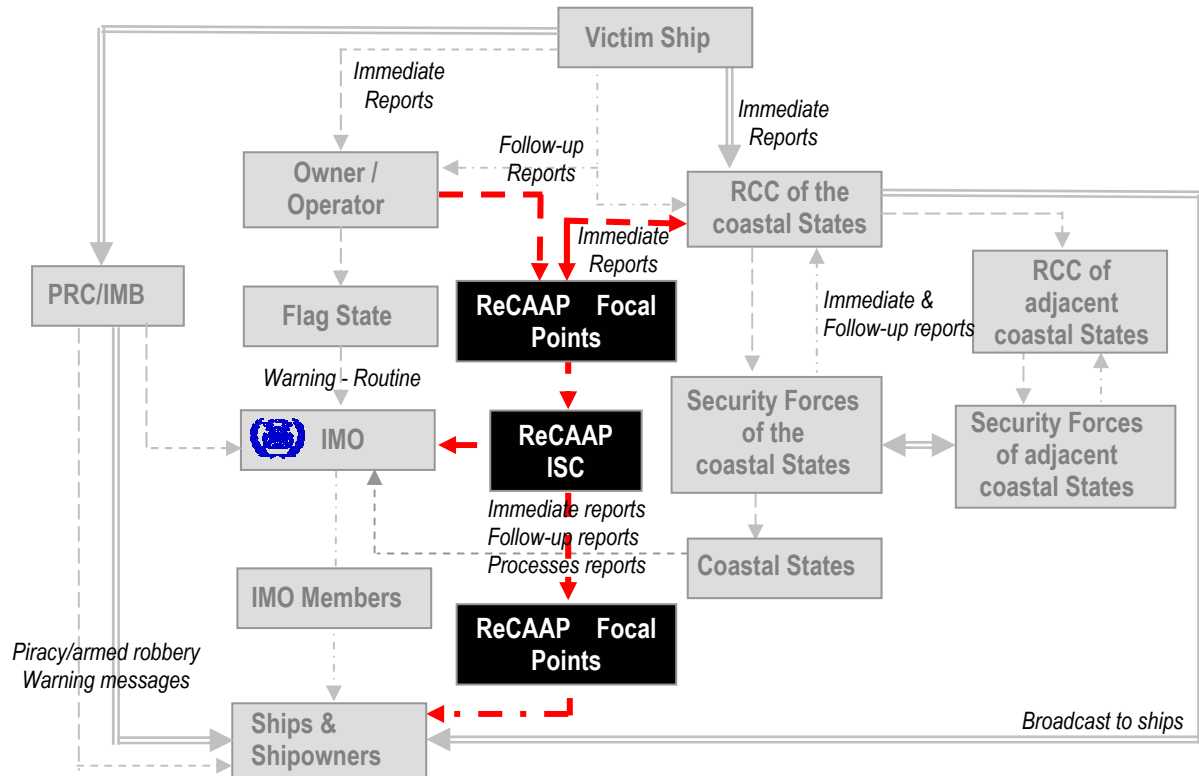 Victim Ship
Immediate
Reports
Immediate
Reports
Follow-up
Reports
Owner /
Operator
RCC of the
coastal States
Immediate
Reports
PRC/IMB
Flag State
ReCAAP Focal
Points
Immediate &
Follow-up reports
RCC of
adjacent
coastal States
Warning - Routine
IMO
ReCAAP
ISC
Security Forces
of the
coastal States
Security Forces
of adjacent
coastal States
Immediate reports
Follow-up reports
Processes reports
Coastal States
IMO Members
ReCAAP Focal
Points
Piracy/armed robbery
Warning messages
Ships &
Shipowners
Broadcast to ships